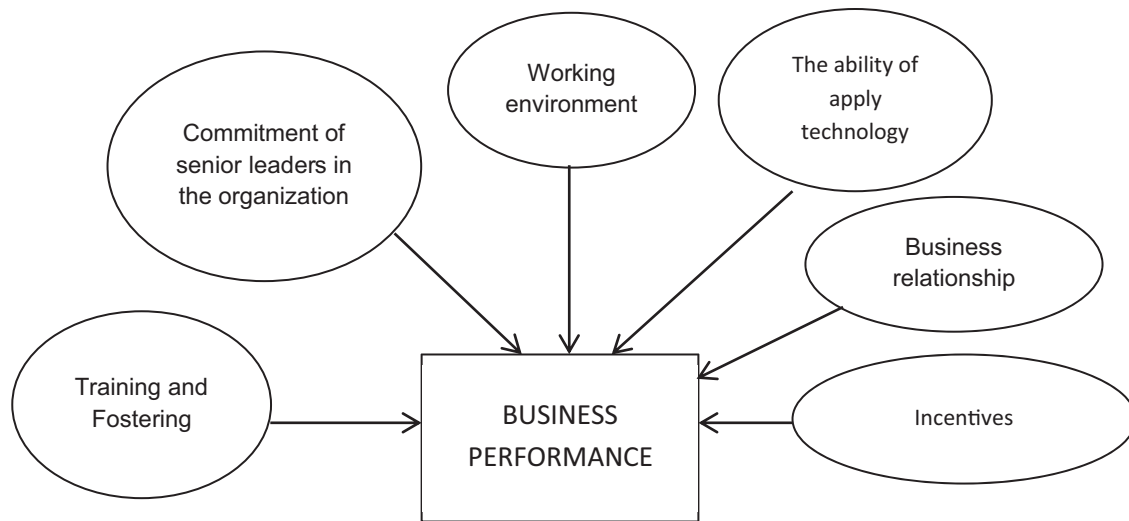 Working
environment
The ability of
apply
technology
Commitment of
senior leaders in
the organization
Business
relationship
Training and
Fostering
BUSINESS
PERFORMANCE
Incentives